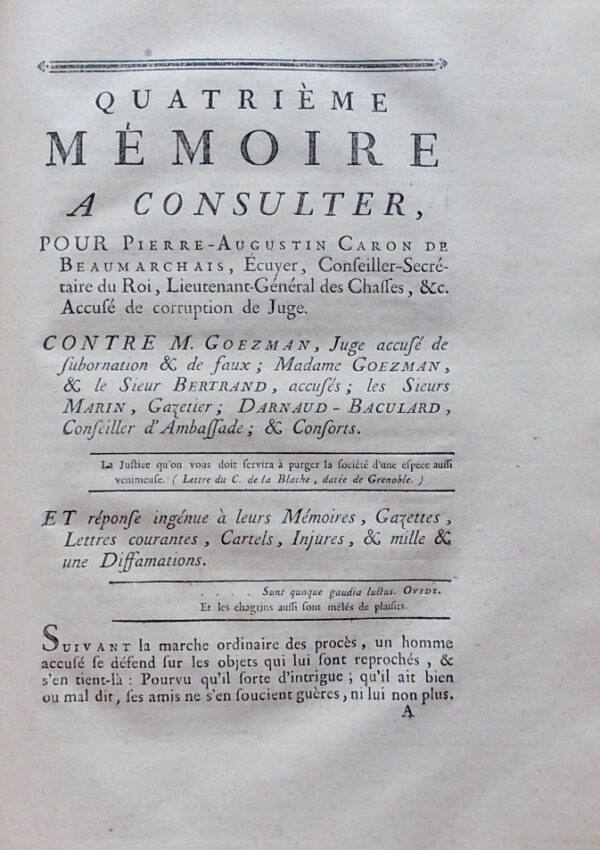 QUATRIÈME
MÉMOIRE
A CONSULTER,
POUR PIERRE-AUGUSTIN CARON DE
BEAUMARCHAIS, Écuyer, Conſeiller-Secré-
taire du Roi, Lieutenant-Général des Chaſſes, &c.
Accuſé de corruption de Juge.
CONTRE M. GOEZMAN, Juge accuſé de
ſubornation & de faux; Madame GOEZMAN,
& le Sieur BERTRAND, accuſés; les Sieurs
MARIN, Gazetier; DARNAUD-BACULARD,
Conſeiller d'Ambaſſade; & Conſorts.
La Juſtice qu'on vous doit ſervira à purger la ſociété d'une eſpece auſſi
venimeuſe. (Lettre du C. de la Blache, datée de Grenoble.)
ET réponſe ingénue à leurs Mémoires, Gazettes,
Lettres courantes, Cartels, Injures, & mille &
une Diffamations.
. . . . Sunt quoque gaudia luctus. OVIDE.
Et les chagrins auſſi ſont mêlés de plaiſirs.
SUIVANT la marche ordinaire des procès, un homme
accuſé ſe défend ſur les objets qui lui ſont reprochés, &
s'en tient-là: Pourvu qu'il ſorte d'intrigue; qu'il ait bien
ou mal dit, ſes amis ne s'en ſoucient guères, ni lui non plus.
A